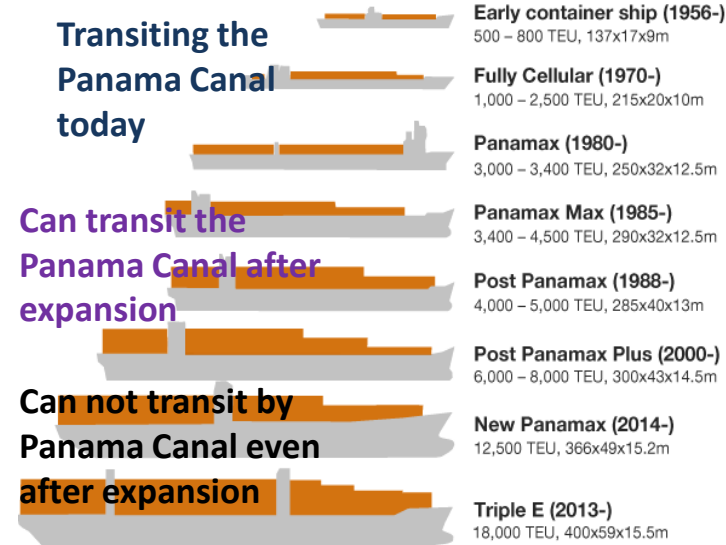 Transiting the
Panama Canal
today
Can transit the
Panama Canal after
expansion
Can not transit by
Panama Canal even
after expansion
Early container ship (1956-)
500 – 800 TEU, 137x17x9m
Fully Cellular (1970-)
1,000 – 2,500 TEU, 215x20x10m
Panamax (1980-)
3,000 – 3,400 TEU, 250x32x12.5m
Panamax Max (1985-)
3,400 – 4,500 TEU, 290x32x12.5m
Post Panamax (1988-)
4,000 – 5,000 TEU, 285x40x13m
Post Panamax Plus (2000-)
6,000 – 8,000 TEU, 300x43x14.5m
New Panamax (2014-)
12,500 TEU, 366x49x15.2m
Triple E (2013-)
18,000 TEU, 400x59x15.5m